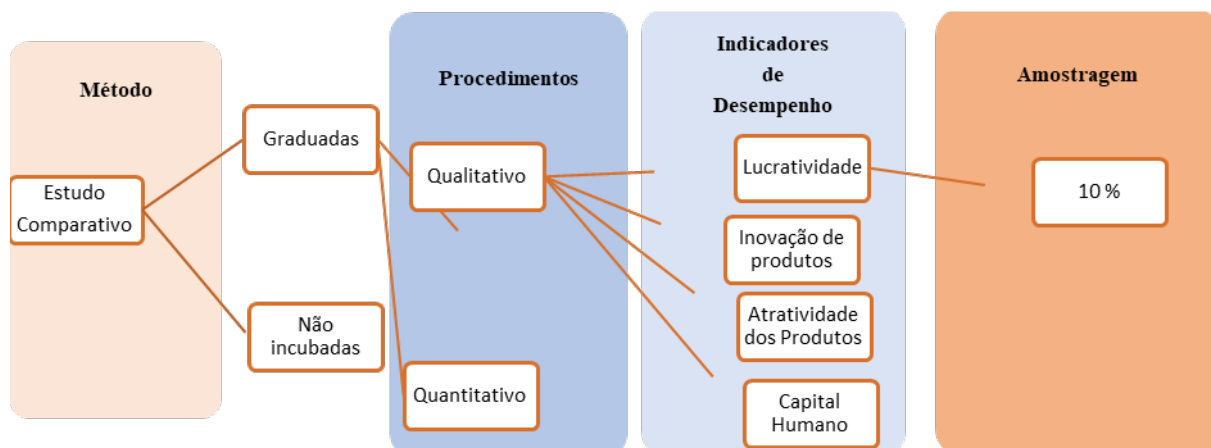 Método
Estudo
Comparativo
Graduadas
Não
incubadas
Procedimentos
Qualitativo
Quantitativo
Indicadores
de
Desempenho
Lucratividade
Inovação de
produtos
Atratividade
dos Produtos
Capital
Humano
Amostragem
10 %